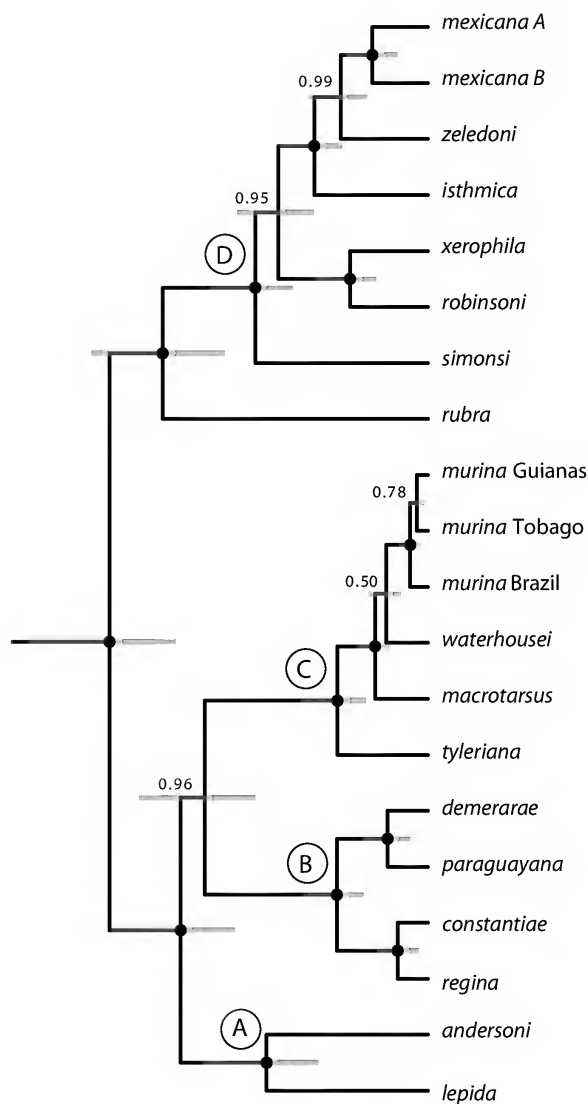 mexicana A
mexicana B
0.99
zeledoni
isthmica
0.95
xerophila
D
robinsoni
simonsi
rubra
murina Guianas
0.78
murina Tobago
murina Brazil
0.50
waterhousei
C
macrotarsus
tyleriana
0.96
demerarae
B
paraguayana
constantiae
regina
A
andersoni
lepida